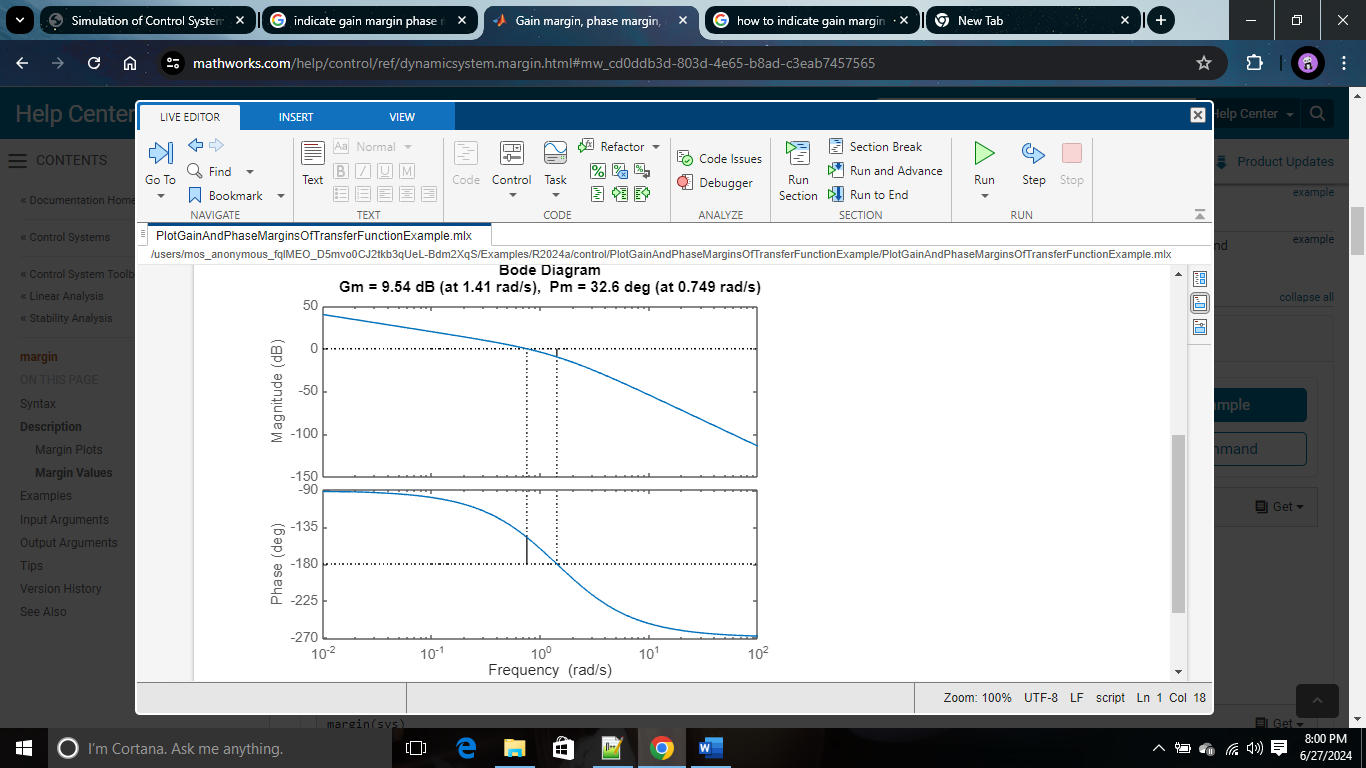 Simulation of Control System
indicate gain margin phase m
Gain margin, phase margin,
how to indicate gain margin
New Tab
mathworks.com/help/control/ref/dynamicsystem.margin.html#mw_cd0ddb3d-803d-4e65-b8ad-c3eab7457565
Help Center
Help Center
CONTENTS
Product Updates
« Documentation Home
« Control Systems
« Control System Toolb
« Linear Analysis
« Stability Analysis
margin
ON THIS PAGE
Syntax
Description
Margin Plots
Margin Values
Examples
Input Arguments
Output Arguments
Tips
Version History
See Also
example
example
nd
collapse all
mple
mmand
Get
Get
margin(sys)
LIVE EDITOR
INSERT
VIEW
Go To
Find
Bookmark
NAVIGATE
Text
Aa Normal
B I U M
TEXT
Code
Control
Task
Refactor
CODE
Code Issues
Debugger
ANALYZE
Run
Section
Section Break
Run and Advance
Run to End
SECTION
Run
Step
Stop
RUN
PlotGainAndPhaseMarginsOfTransferFunctionExample.mlx
/users/mos_anonymous_fqIMEO_D5mvo0CJ2tkb3qUeL-Bdm2XqS/Examples/R2024a/control/PlotGainAndPhaseMarginsOfTransferFunctionExample/PlotGainAndPhaseMarginsOfTransferFunctionExample.mlx
Bode Diagram
Gm = 9.54 dB (at 1.41 rad/s), Pm = 32.6 deg (at 0.749 rad/s)
Magnitude (dB)
50
0
-50
-100
-150
Phase (deg)
-90
-135
-180
-225
-270
10-2 10-1 100 101 102
Frequency (rad/s)
Zoom: 100% UTF-8 LF script Ln 1 Col 18
I'm Cortana. Ask me anything.
8:00 PM
6/27/2024